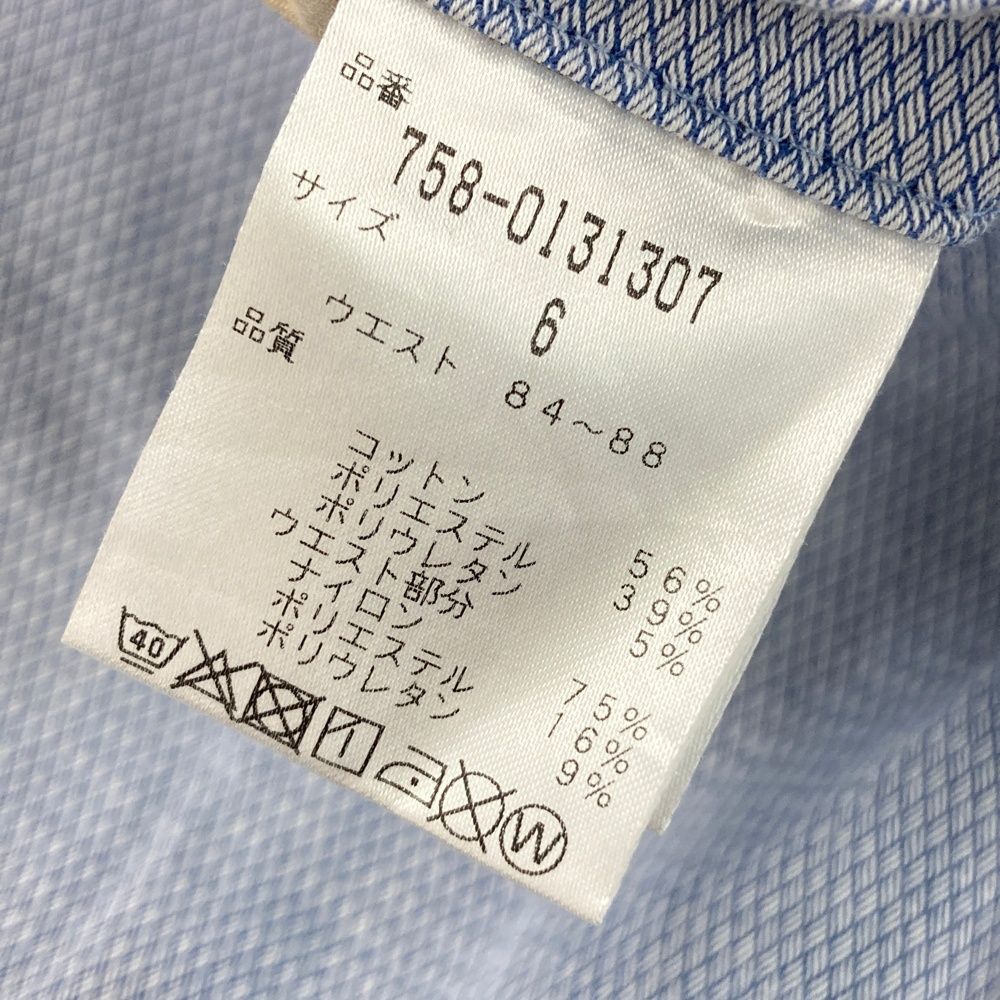 品番
758-0131307
サイズ
6
ウエスト 84～88
品質
コットン 56%
ポリエステル 39%
ポリウレタン 5%
ウエスト部分
ナイロン 75%
ポリエステル 16%
ポリウレタン 9%
40
W